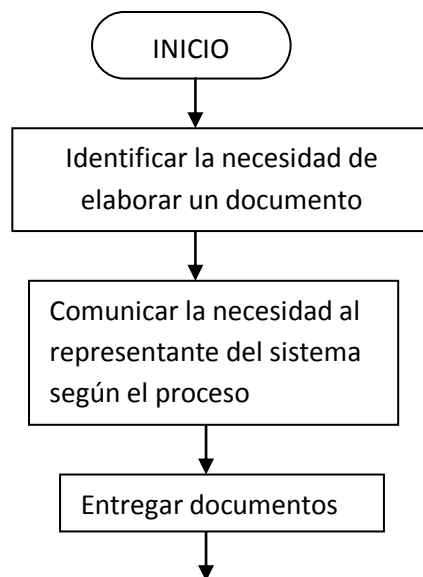 INICIO
Identificar la necesidad de
elaborar un documento
Comunicar la necesidad al
representante del sistema
según el proceso
Entregar documentos